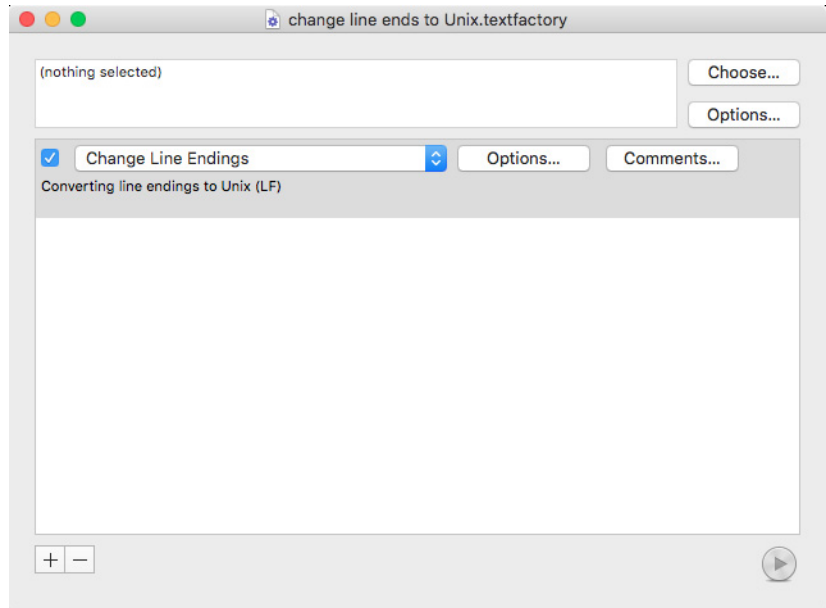 change line ends to Unix.textfactory
(nothing selected)
Choose...
Options...
Change Line Endings
Options...
Comments...
Converting line endings to Unix (LF)